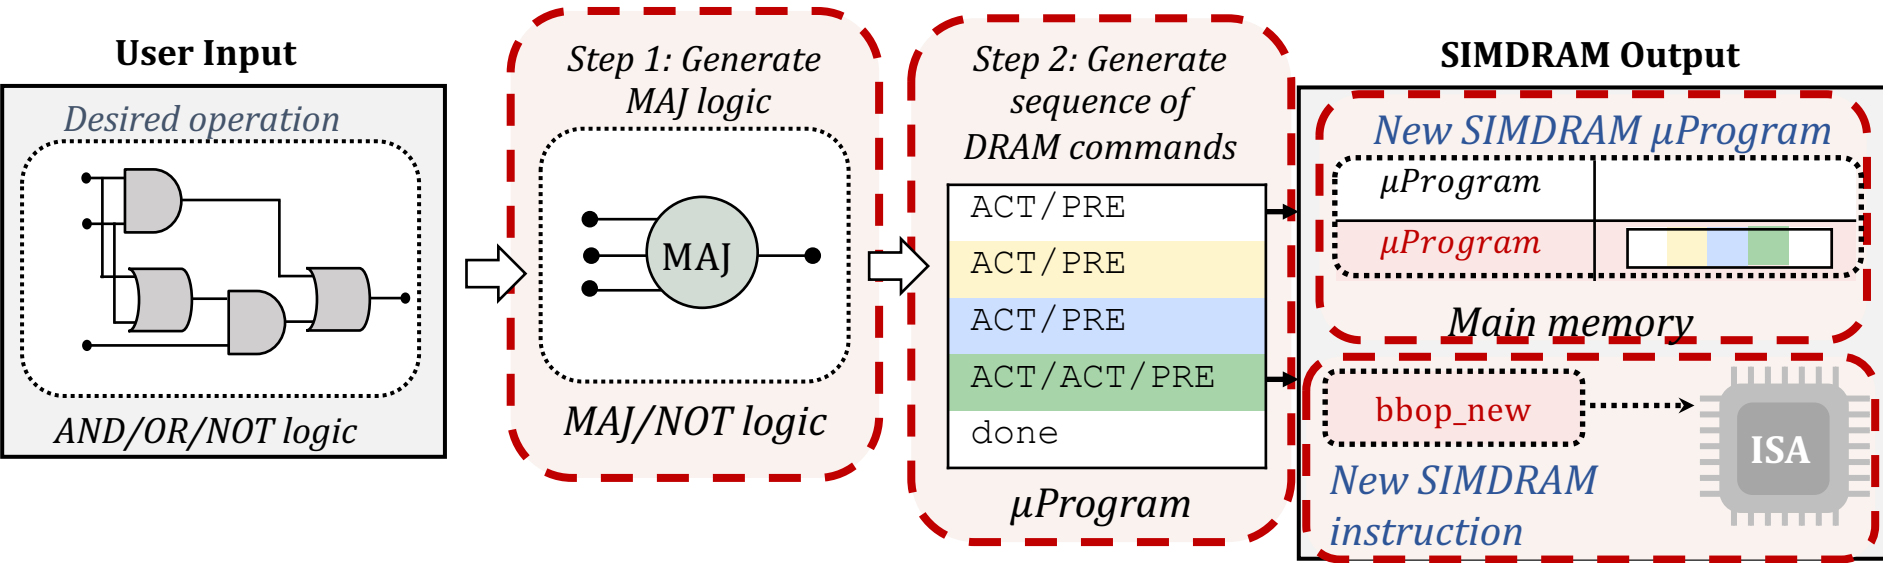 User Input
Desired operation
AND/OR/NOT logic
Step 1: Generate
MAJ logic
MAJ
MAJ/NOT logic
Step 2: Generate
sequence of
DRAM commands
ACT/PRE
ACT/PRE
ACT/PRE
ACT/ACT/PRE
done
μProgram
SIMDRAM Output
New SIMDRAM μProgram
μProgram
μProgram
Main memory
bbop_new
ISA
New SIMDRAM
instruction